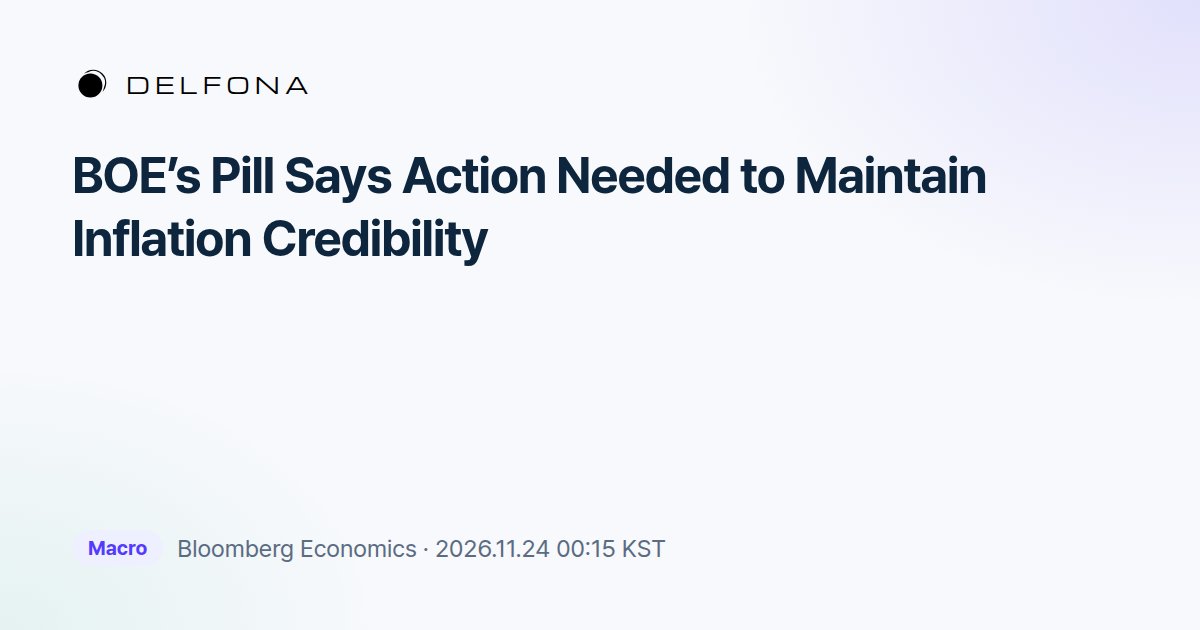 DELFONA
BOE’s Pill Says Action Needed to Maintain
Inflation Credibility
Macro Bloomberg Economics · 2026.11.24 00:15 KST